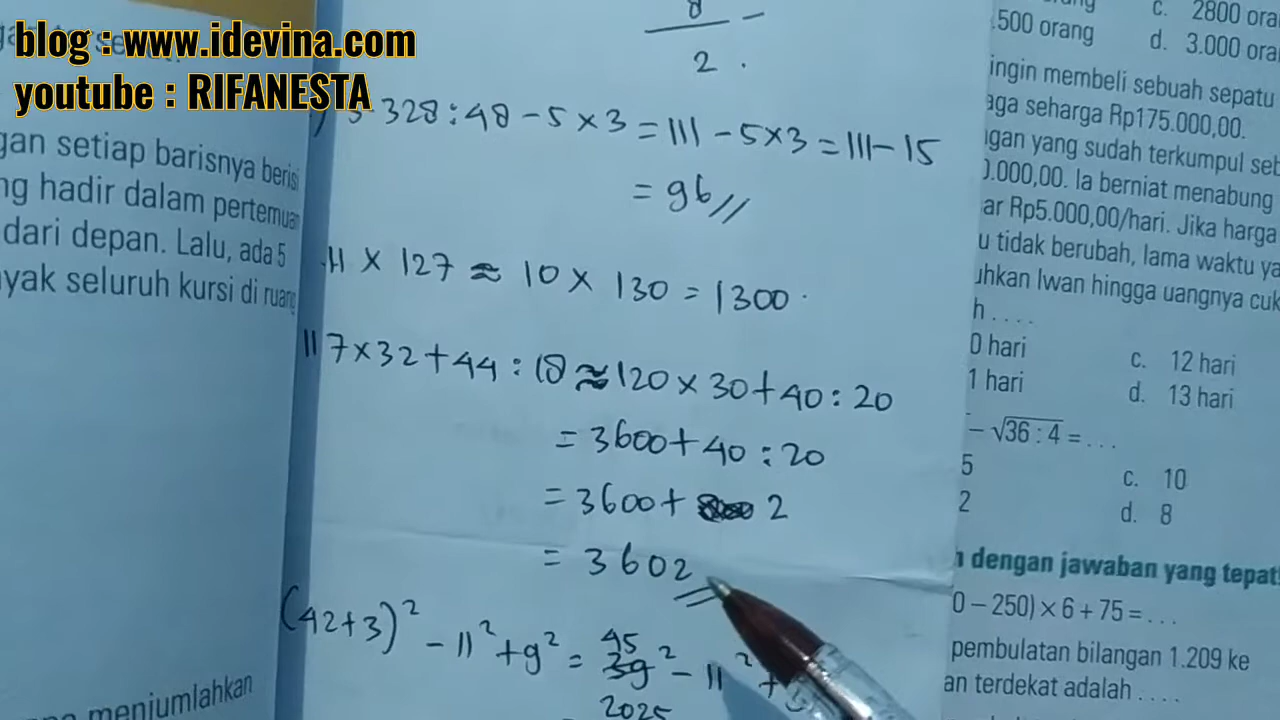 blog : www.idevina.com
youtube : RIFANESTA
gan setiap barisnya beris
ng hadir dalam pertemuan
dari depan. Lalu, ada 5
yak seluruh kursi di ruang
menjumlahkan
8
2 .
5 328 : 48 - 5 × 3 = 111 - 5 × 3 = 111 - 15
= 96 //
11 × 127 ≈ 10 × 130 = 1300 .
117 × 32 + 44 : 18 ≈ 120 × 30 + 40 : 20
= 3600 + 40 : 20
= 3600 + 2
= 3602
(42 + 3)² - 11² + 9² = 45² - 11² +
2025
c. 2800 ora
.500 orang
d. 3.000 ora
ingin membeli sebuah sepatu
aga seharga Rp175.000,00.
ngan yang sudah terkumpul seb
0.000,00. Ia berniat menabung
ar Rp5.000,00/hari. Jika harga
u tidak berubah, lama waktu ya
uhkan Iwan hingga uangnya cuk
h . . . .
0 hari c. 12 hari
1 hari d. 13 hari
– √36 : 4 = . . .
5 c. 10
2 d. 8
dengan jawaban yang tepat!
0 – 250) × 6 + 75 = . . .
pembulatan bilangan 1.209 ke
an terdekat adalah . . . .